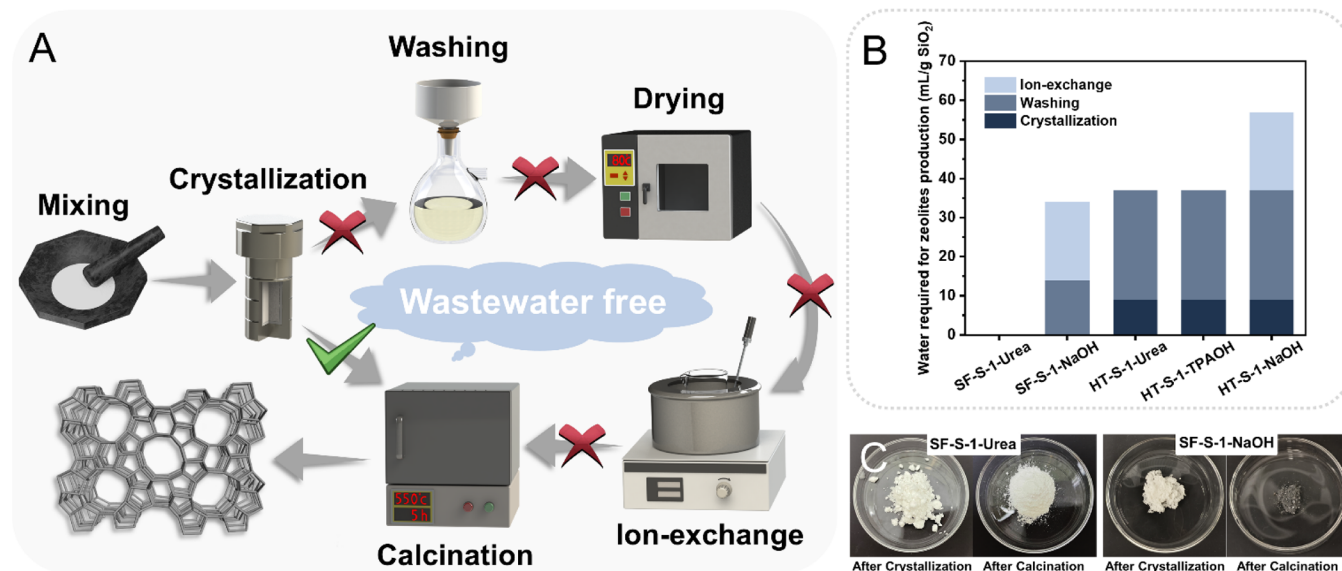 A
Washing
Drying
Crystallization
Mixing
60c
Wastewater free
550c
5h
Calcination
Ion-exchange
B
Water required for zeolites production (mL/g SiO₂)
70
60
50
40
30
20
10
0
Ion-exchange
Washing
Crystallization
SF-S-1-Urea
SF-S-1-NaOH
HT-S-1-Urea
HT-S-1-TPAOH
HT-S-1-NaOH
C
SF-S-1-Urea
SF-S-1-NaOH
After Crystallization
After Calcination
After Crystallization
After Calcination